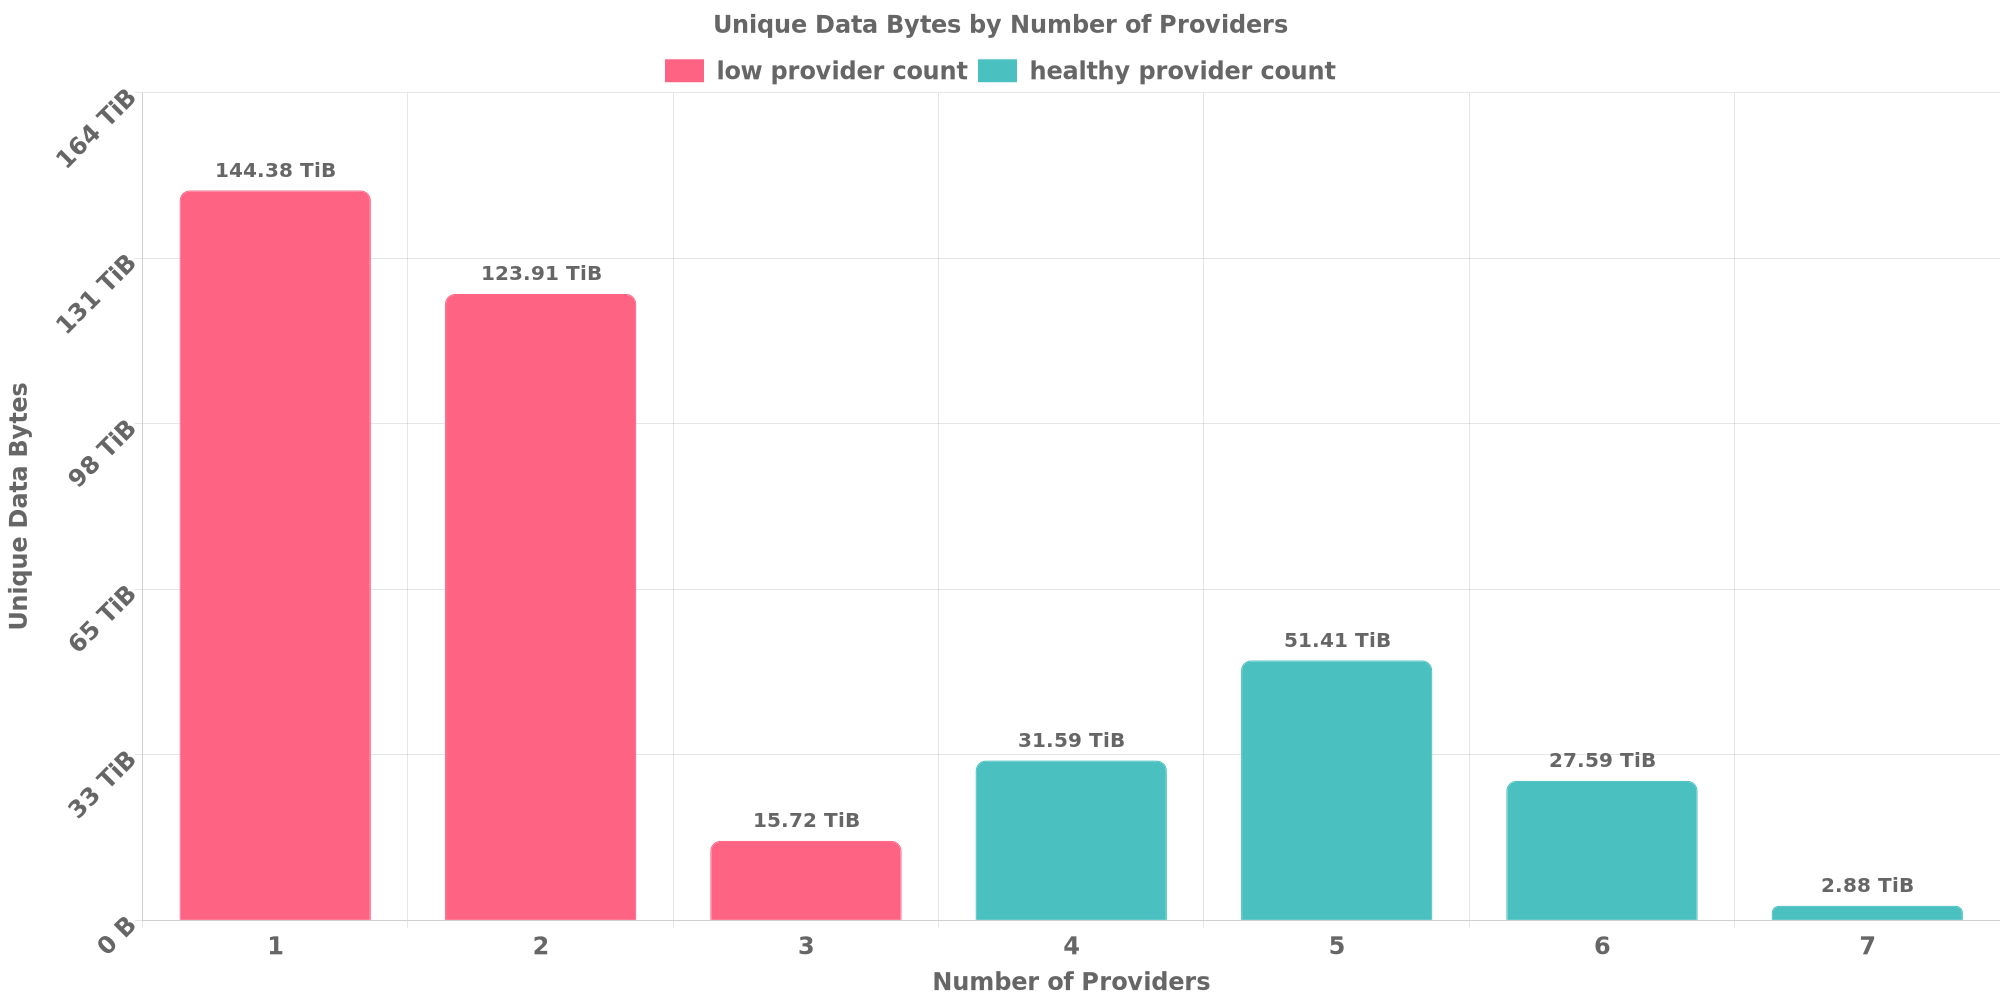 Unique Data Bytes by Number of Providers
low provider count healthy provider count
164 TiB
131 TiB
98 TiB
65 TiB
33 TiB
0 B
Unique Data Bytes
144.38 TiB
123.91 TiB
15.72 TiB
31.59 TiB
51.41 TiB
27.59 TiB
2.88 TiB
1 2 3 4 5 6 7
Number of Providers